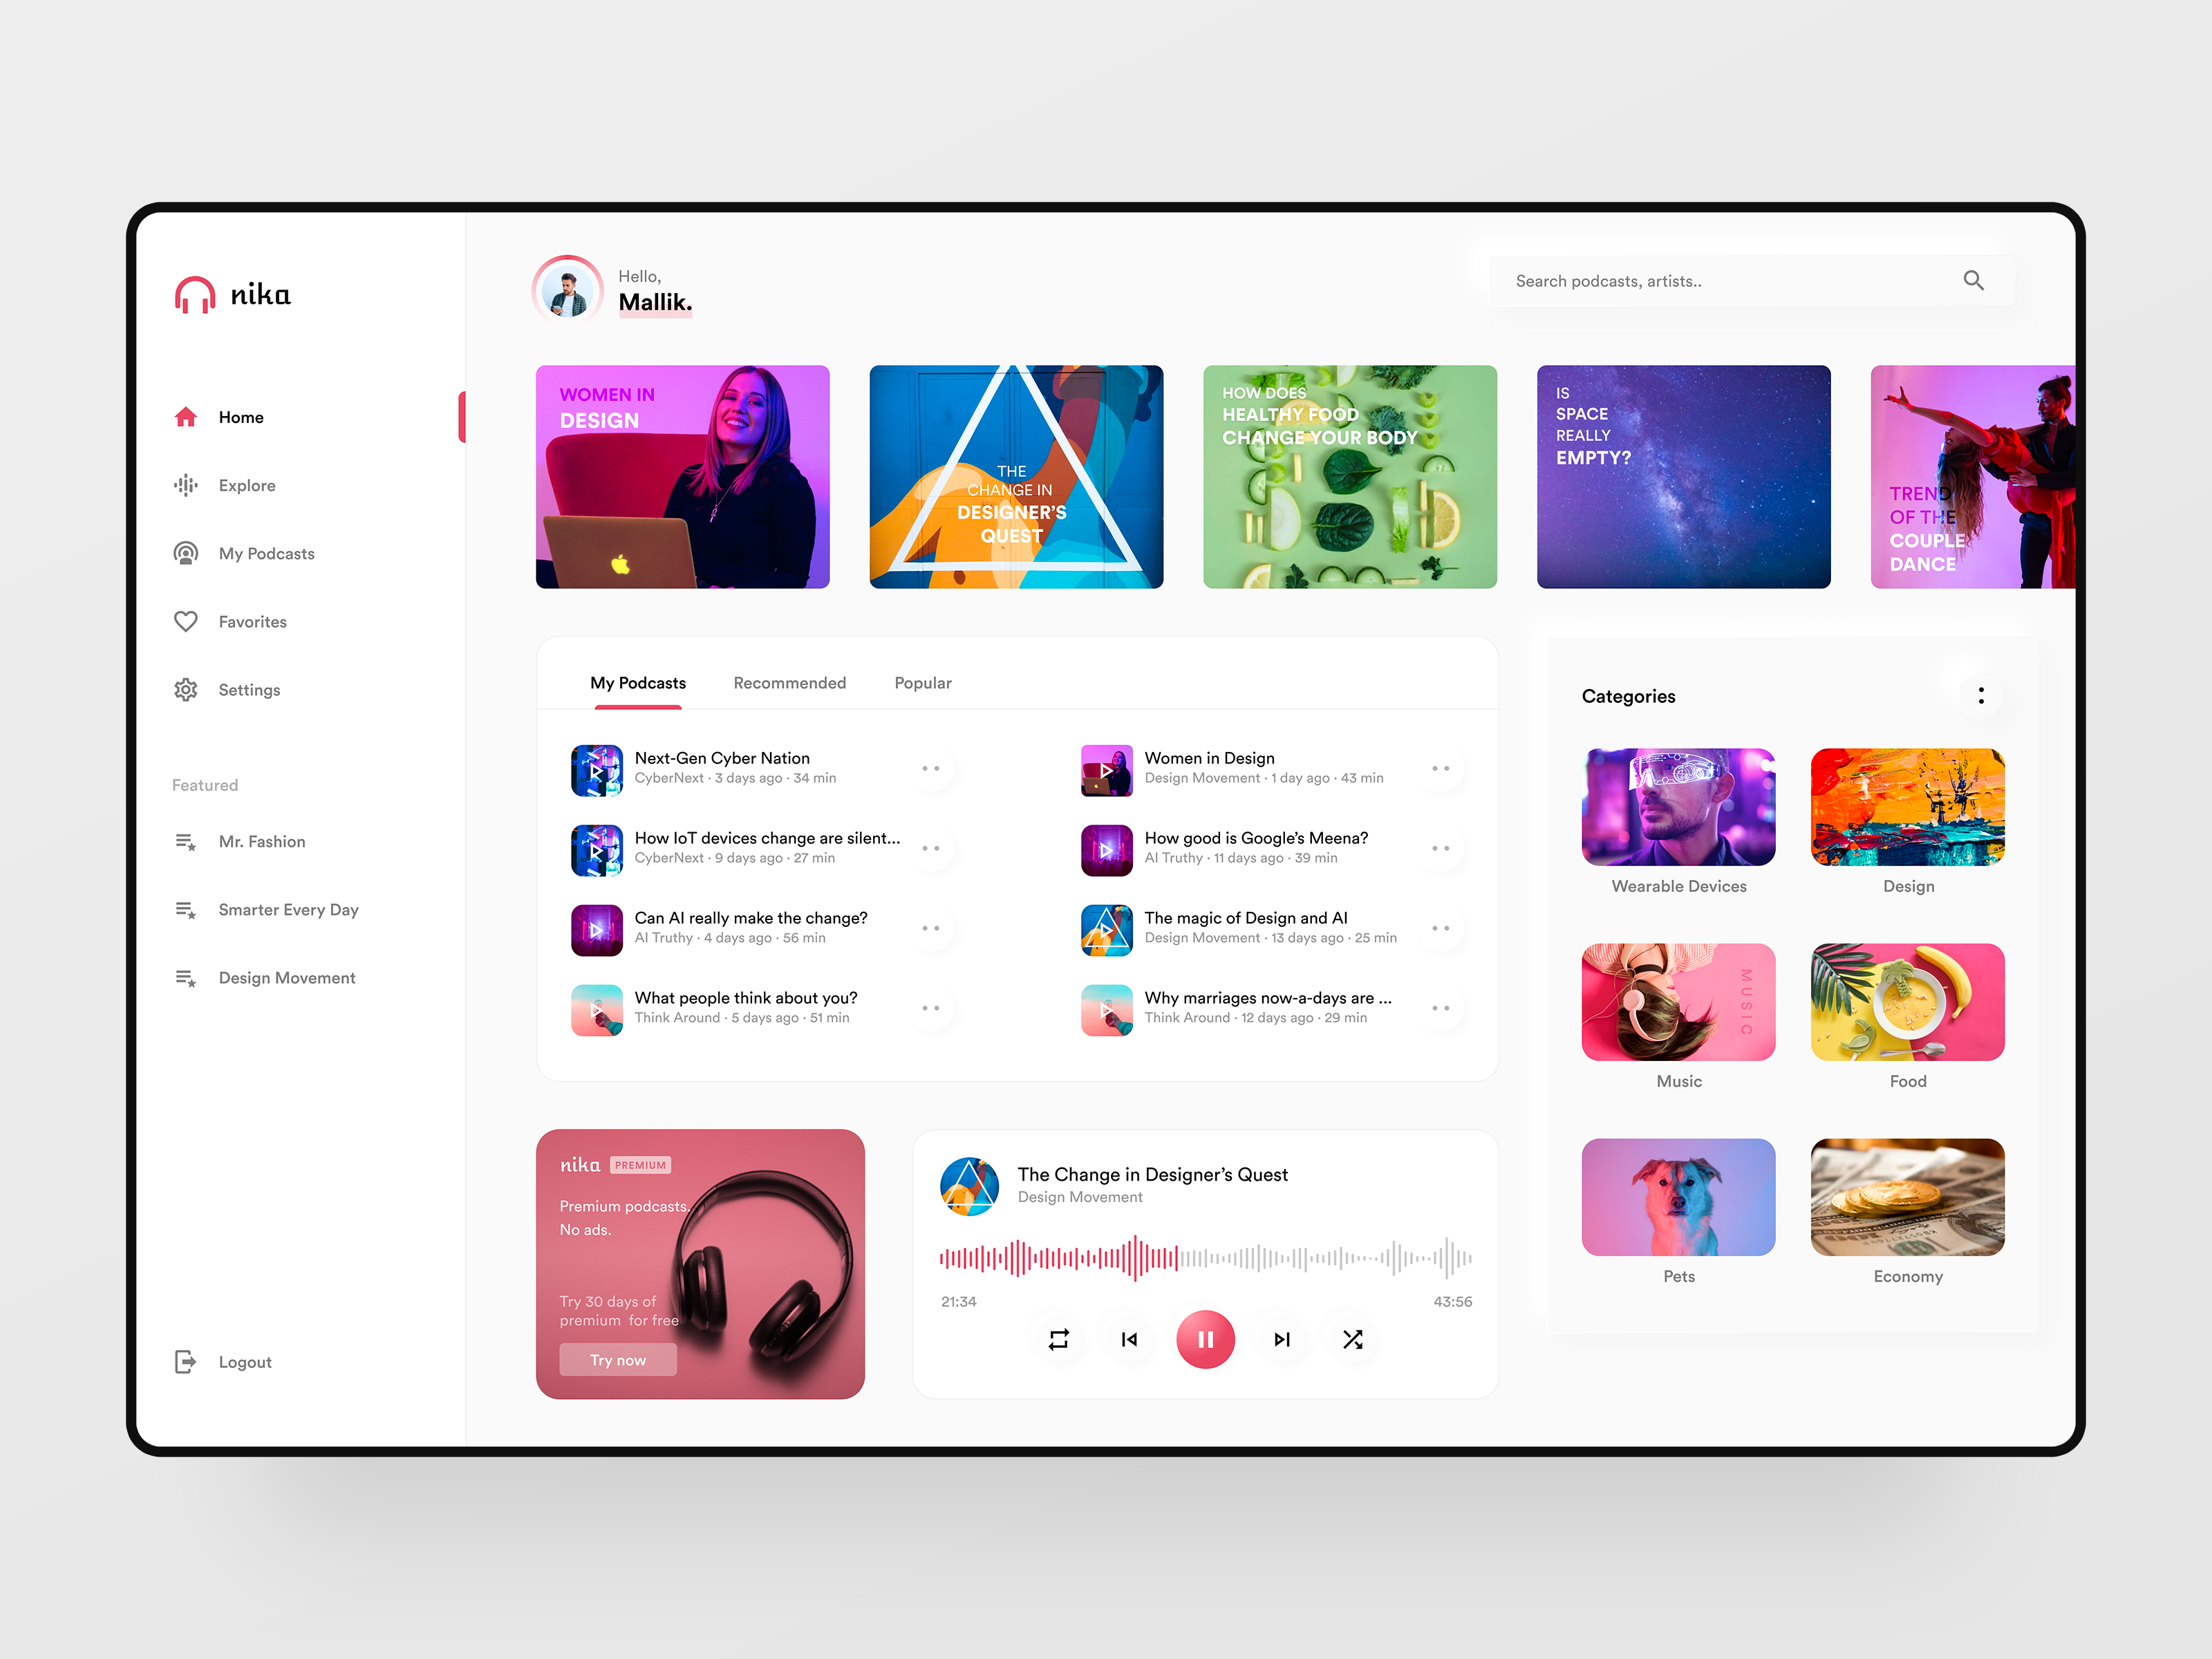 nika
Home
Explore
My Podcasts
Favorites
Settings
Featured
Mr. Fashion
Smarter Every Day
Design Movement
Logout
Hello,
Mallik.
Search podcasts, artists..
WOMEN IN
DESIGN
THE
CHANGE IN
DESIGNER'S
QUEST
HOW DOES
HEALTHY FOOD
CHANGE YOUR BODY
IS
SPACE
REALLY
EMPTY?
TREND
OF THE
COUPLE
DANCE
My Podcasts Recommended Popular
Next-Gen Cyber Nation
CyberNext · 3 days ago · 34 min
Women in Design
Design Movement · 1 day ago · 43 min
How IoT devices change are silent...
CyberNext · 9 days ago · 27 min
How good is Google's Meena?
AI Truthy · 11 days ago · 39 min
Can AI really make the change?
AI Truthy · 4 days ago · 56 min
The magic of Design and AI
Design Movement · 13 days ago · 25 min
What people think about you?
Think Around · 5 days ago · 51 min
Why marriages now-a-days are ...
Think Around · 12 days ago · 29 min
Categories
Wearable Devices
Design
MUSIC
Music
Food
Pets
Economy
nika PREMIUM
Premium podcasts.
No ads.
Try 30 days of
premium for free
Try now
The Change in Designer's Quest
Design Movement
21:34
43:56